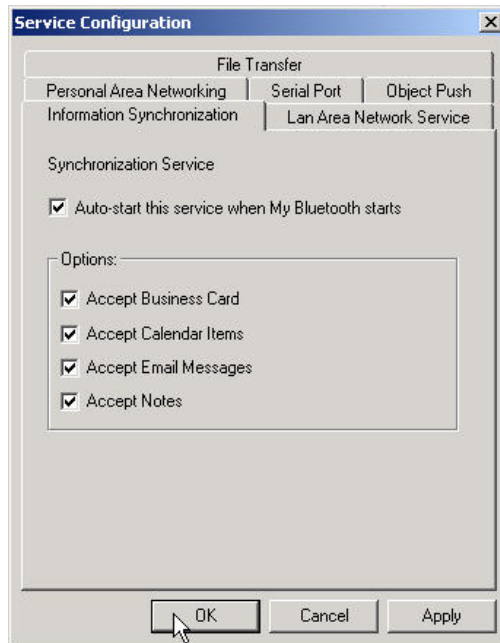 Service Configuration
File Transfer
Personal Area Networking Serial Port Object Push
Information Synchronization Lan Area Network Service
Synchronization Service
Auto-start this service when My Bluetooth starts
Options:
Accept Business Card
Accept Calendar Items
Accept Email Messages
Accept Notes
OK Cancel Apply